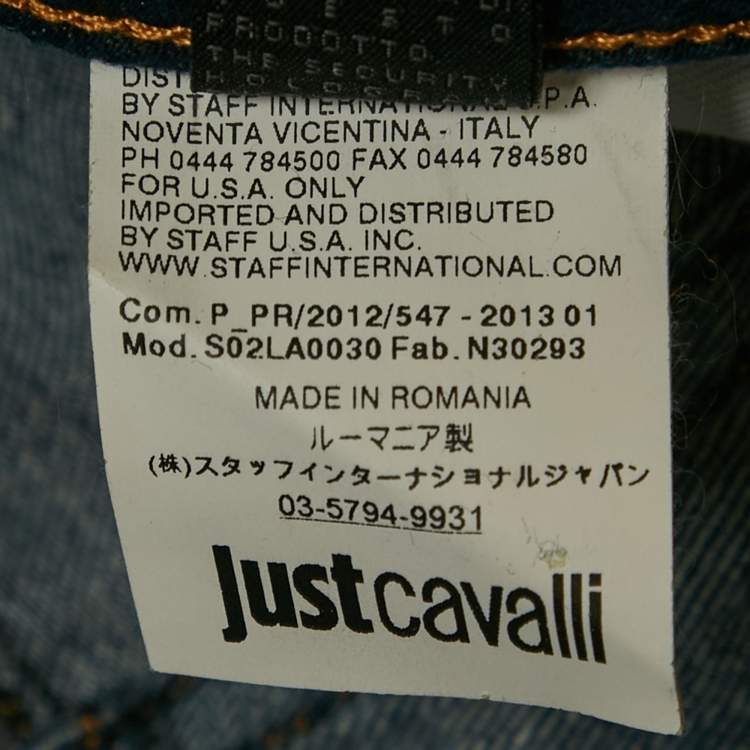 PRODOTTO.
THE SECURITY
BY STAFF INTERNATIONAL S.P.A.
NOVENTA VICENTINA - ITALY
PH 0444 784500 FAX 0444 784580
FOR U.S.A. ONLY
IMPORTED AND DISTRIBUTED
BY STAFF U.S.A. INC.
WWW.STAFFINTERNATIONAL.COM
Com. P_PR/2012/547 - 2013 01
Mod. S02LA0030 Fab. N30293
MADE IN ROMANIA
ルーマニア製
(株)スタッフインターナショナルジャパン
03-5794-9931
justcavalli